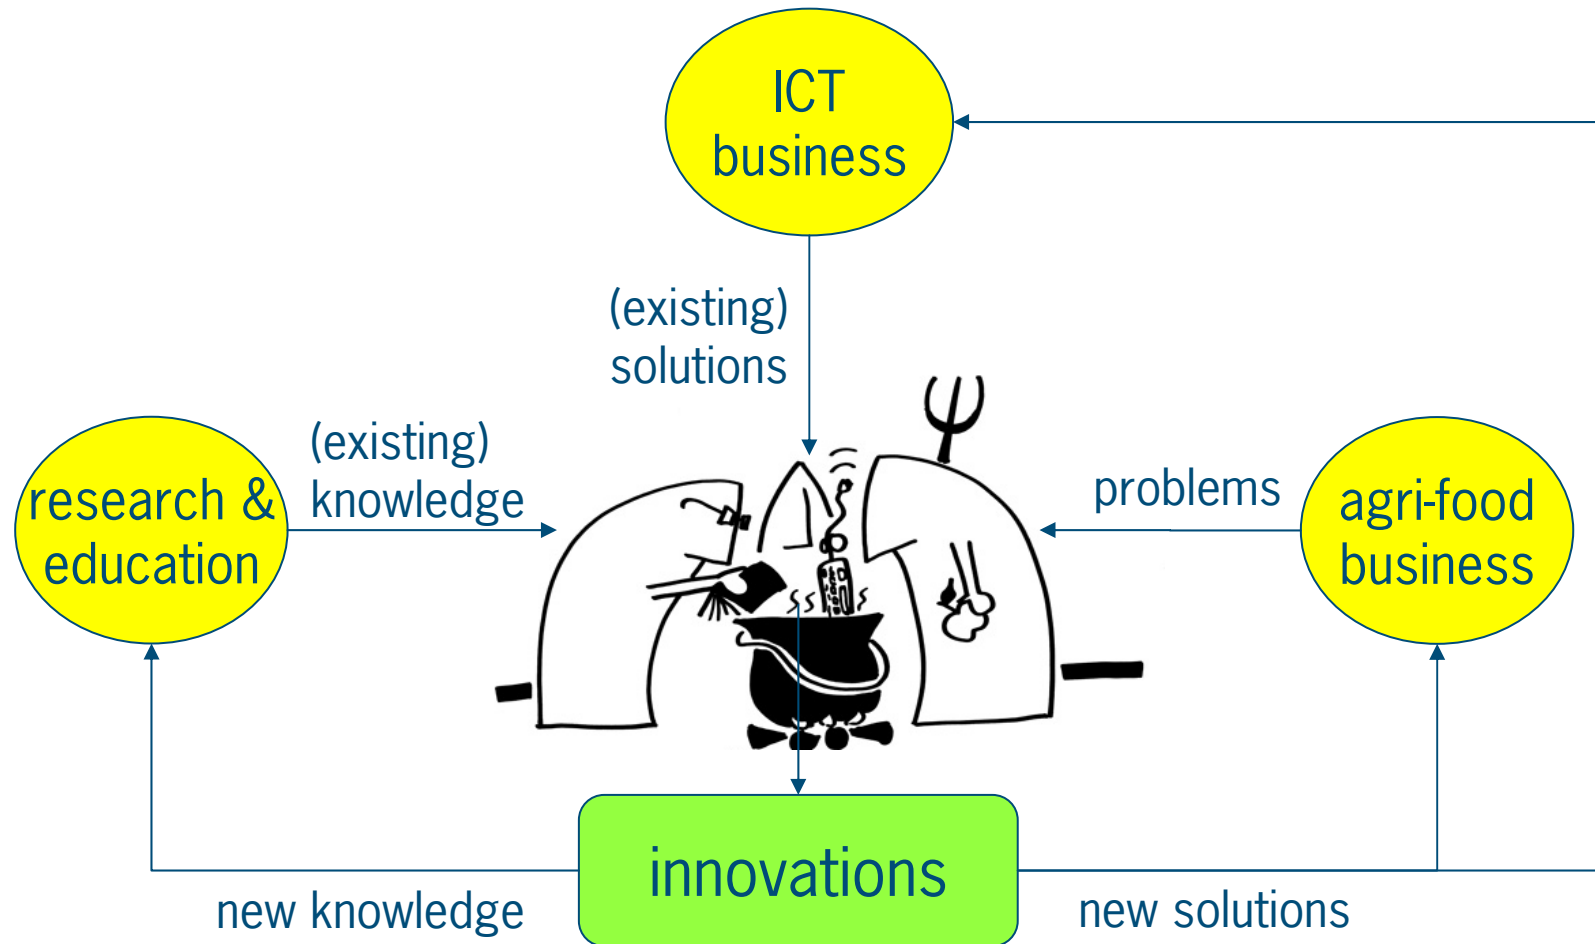 ICT
business
(existing)
solutions
(existing)
knowledge
research &
education
problems
agri-food
business
innovations
new knowledge
new solutions